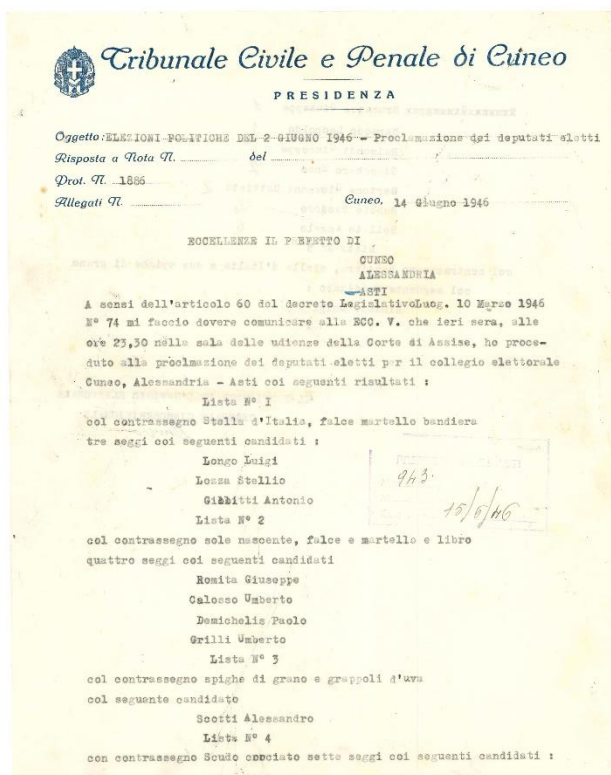 Tribunale Civile e Penale di Cuneo
PRESIDENZA
Oggetto: ELEZIONI POLITICHE DEL 2 GIUGNO 1946 - Proclamazione dei deputati eletti
Risposta a Nota N. del
Prot. N. 1886
Allegati N.
Cuneo, 14 Giugno 1946
ECCELLENZE IL PREFETTO DI
CUNEO
ALESSANDRIA
ASTI
A sensi dell'articolo 60 del decreto LegislativoLuog. 10 Marzo 1946
N° 74 mi faccio dovere comunicare alla ECC. V. che ieri sera, alle
ore 23,30 nella sala delle udienze della Corte di Assise, ho proce-
duto alla proclmazione dei deputati eletti per il collegio elettorale
Cuneo, Alessandria - Asti coi seguenti risultati :
Lista N° I
col contrassegno Stella d'Italia, falce martello bandiera
tre seggi coi seguenti candidati :
Longo Luigi
Lozza Stellio
Giolitti Antonio
Lista N° 2
col contrassegno sole nascente, falce e martello e libro
quattro seggi coi seguenti candidati
Romita Giuseppe
Calosso Umberto
Demichelis Paolo
Grilli Umberto
Lista N° 3
col contrassegno spighe di grano e grappoli d'uva
col seguente candidato
Scotti Alessandro
Lista N° 4
con contrassegno Scudo crociato sette seggi coi seguenti candidati :
943.
15/6/46